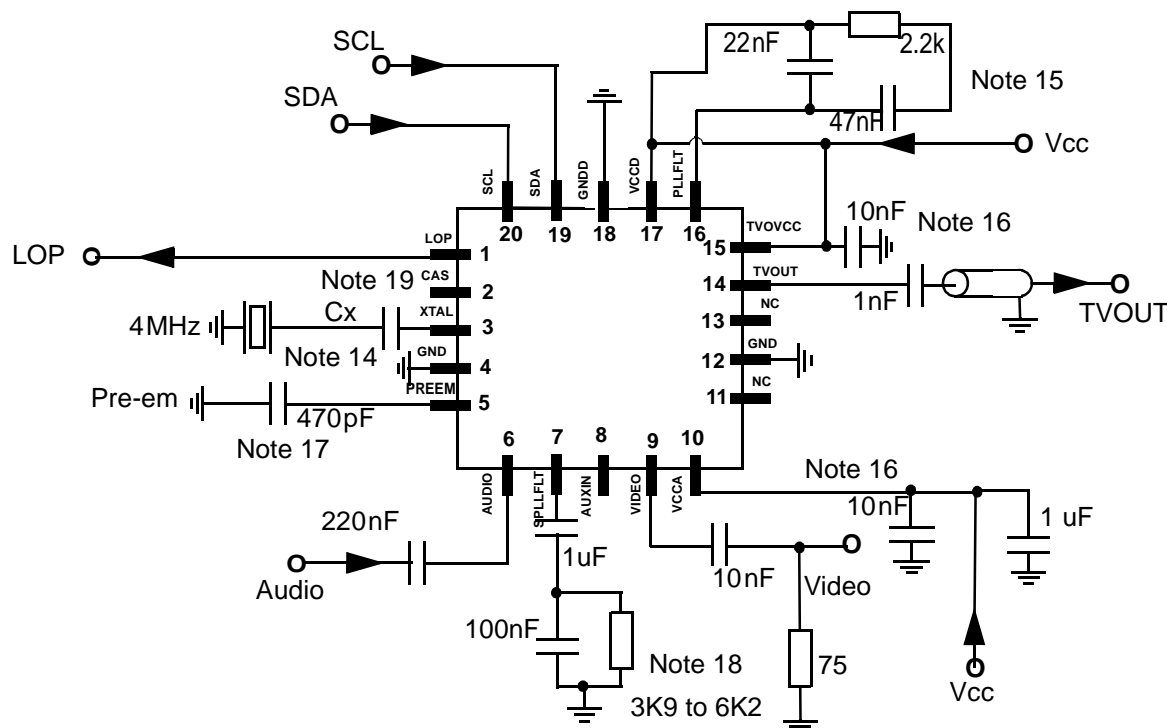 SCL
22nF
2.2k
Note 15
SDA
47nF
Vcc
SCL
SDA
GNDD
VCCD
PLLFLT
20
19
18
17
16
10nF
Note 16
LOP
LOP
1
15
TVOVCC
Note 19
CAS
2
14
TVOUT
1nF
TVOUT
4MHz
Cx
XTAL
3
13
NC
Note 14
GND
4
12
GND
Pre-em
PREEM
5
11
NC
470pF
Note 17
6
7
8
9
10
AUDIO
SPLLFLT
AUXIN
VIDEO
VCCA
Note 16
10nF
1 uF
220nF
Audio
1uF
10nF
Video
100nF
Note 18
3K9 to 6K2
75
Vcc